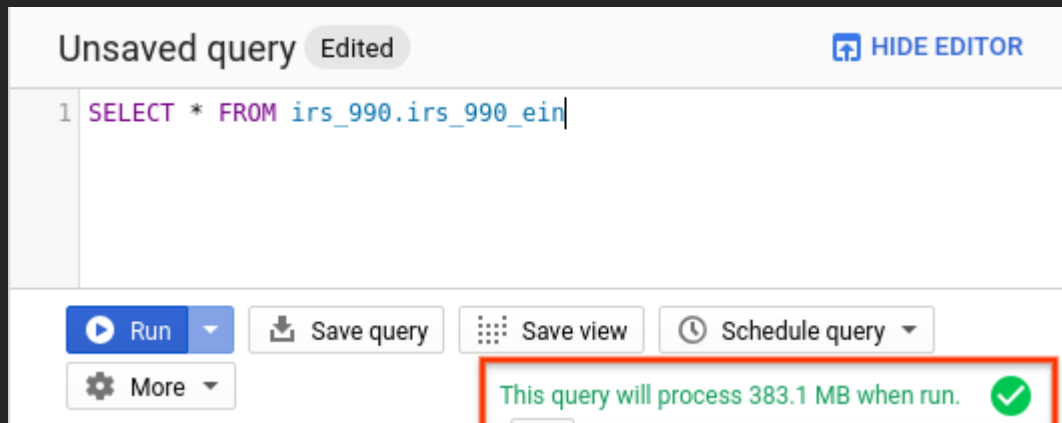 Unsaved query Edited HIDE EDITOR
1 SELECT * FROM irs_990.irs_990_ein
Run Save query Save view Schedule query
More This query will process 383.1 MB when run.